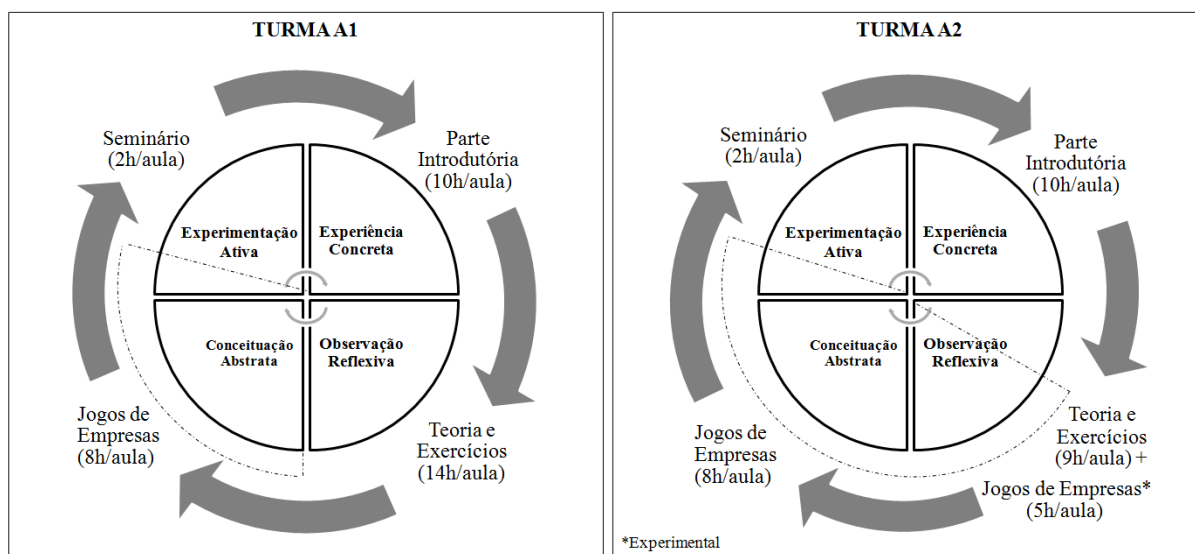 TURMA A1
Seminário
(2h/aula)
Parte
Introdutória
(10h/aula)
Experimentação
Ativa
Experiência
Concreta
Conceituação
Abstrata
Observação
Reflexiva
Jogos de
Empresas
(8h/aula)
Teoria e
Exercícios
(14h/aula)
TURMA A2
Seminário
(2h/aula)
Parte
Introdutória
(10h/aula)
Experimentação
Ativa
Experiência
Concreta
Conceituação
Abstrata
Observação
Reflexiva
Jogos de
Empresas
(8h/aula)
Teoria e
Exercícios
(9h/aula) +
Jogos de Empresas*
(5h/aula)
*Experimental